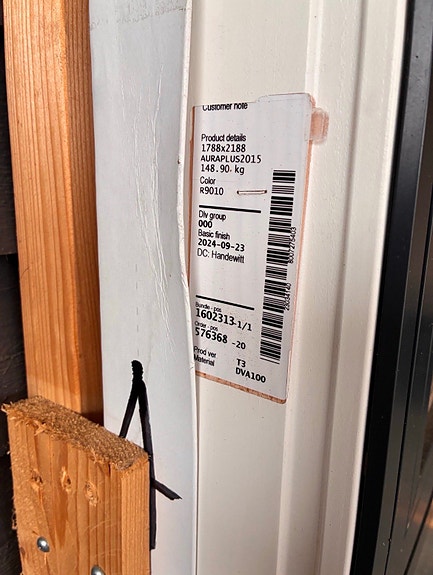 Customer note
Product details
1788x2188
AURAPLUS2015
148.90 kg
Color
R9010
Dlv group
000
Basic finish
2024-09-23
DC: Handewitt
Bundle - pos
1602313-1/1
Order - pos
576368 -20
Prod ver T3
Material DVA100